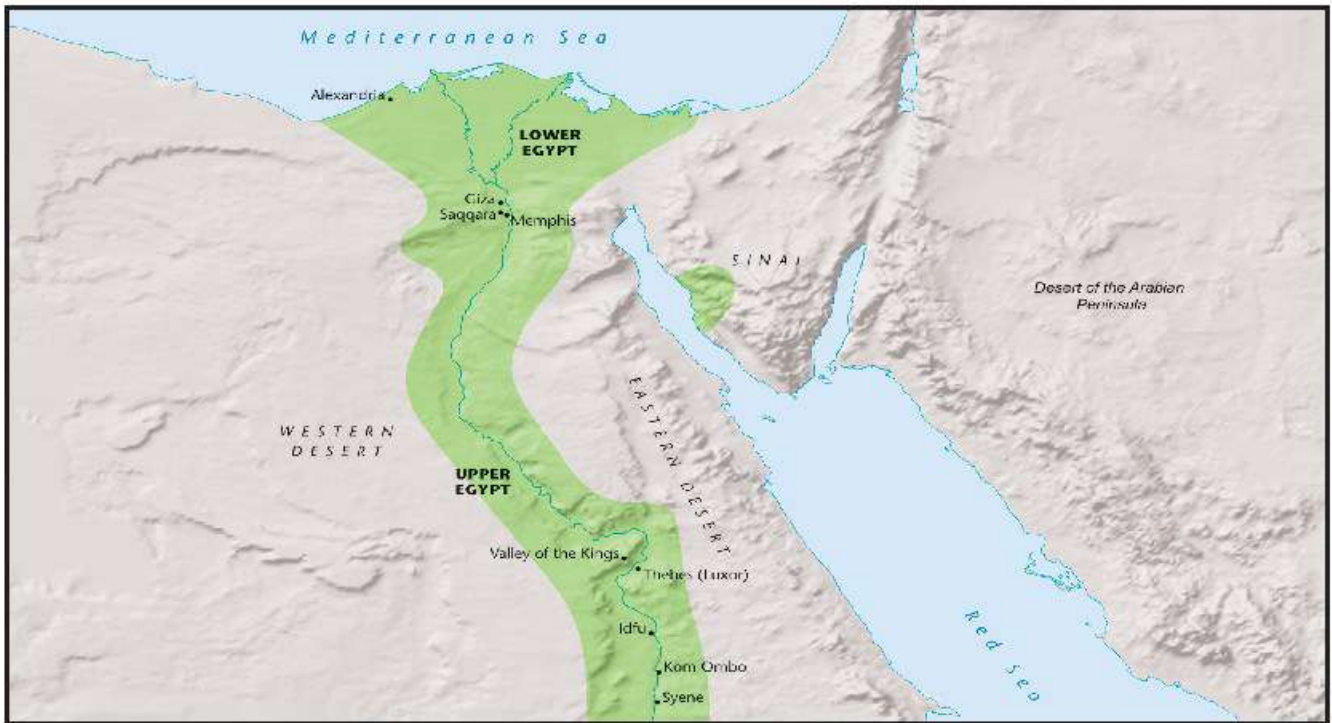 Mediterranean Sea
Alexandria
LOWER
EGYPT
Giza
Saqqara
Memphis
SINAI
Desert of the Arabian
Peninsula
EASTERN DESERT
WESTERN
DESERT
UPPER
EGYPT
Valley of the Kings
Thebes (Luxor)
Idfu
Kom Ombo
Syene
Red Sea